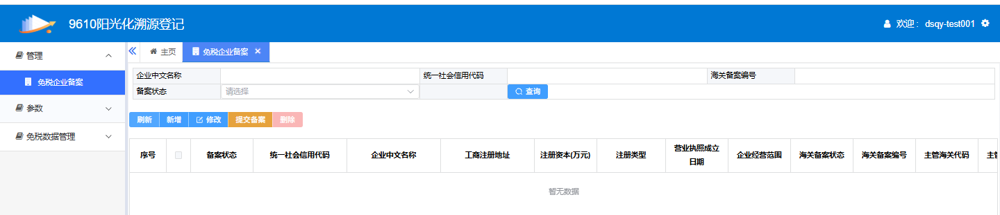 9610阳光化溯源登记
欢迎： dsqy-test001
管理
免税企业备案
参数
免税数据管理
主页
免税企业备案
企业中文名称
统一社会信用代码
海关备案编号
备案状态
请选择
查询
刷新
新增
修改
提交备案
删除
序号
备案状态
统一社会信用代码
企业中文名称
工商注册地址
注册资本(万元)
注册类型
营业执照成立
日期
企业经营范围
海关备案状态
海关备案编号
主管海关代码
主管
暂无数据